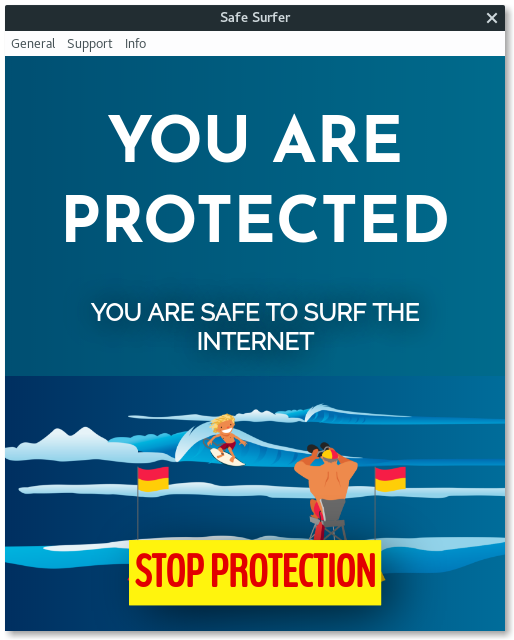 Safe Surfer
General Support Info
YOU ARE
PROTECTED
YOU ARE SAFE TO SURF THE
INTERNET
STOP PROTECTION